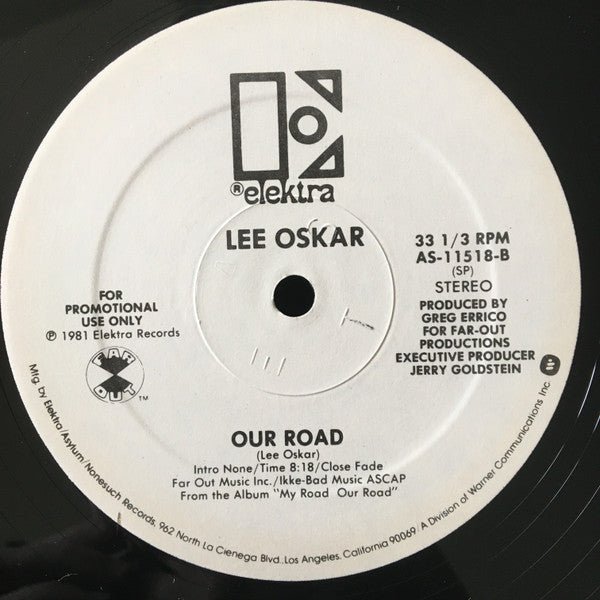 ® elektra
LEE OSKAR
33 1/3 RPM
AS-11518-B
(SP)
STEREO
PRODUCED BY
GREG ERRICO
FOR FAR-OUT
PRODUCTIONS
EXECUTIVE PRODUCER
JERRY GOLDSTEIN
FOR
PROMOTIONAL
USE ONLY
℗ 1981 Elektra Records
FAR
OUT
TM
OUR ROAD
(Lee Oskar)
Intro None/Time 8:18/Close Fade
Far Out Music Inc./Ikke-Bad Music ASCAP
From the Album "My Road Our Road"
Mfg. by Elektra/Asylum/Nonesuch Records, 962 North La Cienega Blvd., Los Angeles, California 90069 / A Division of Warner Communications Inc.